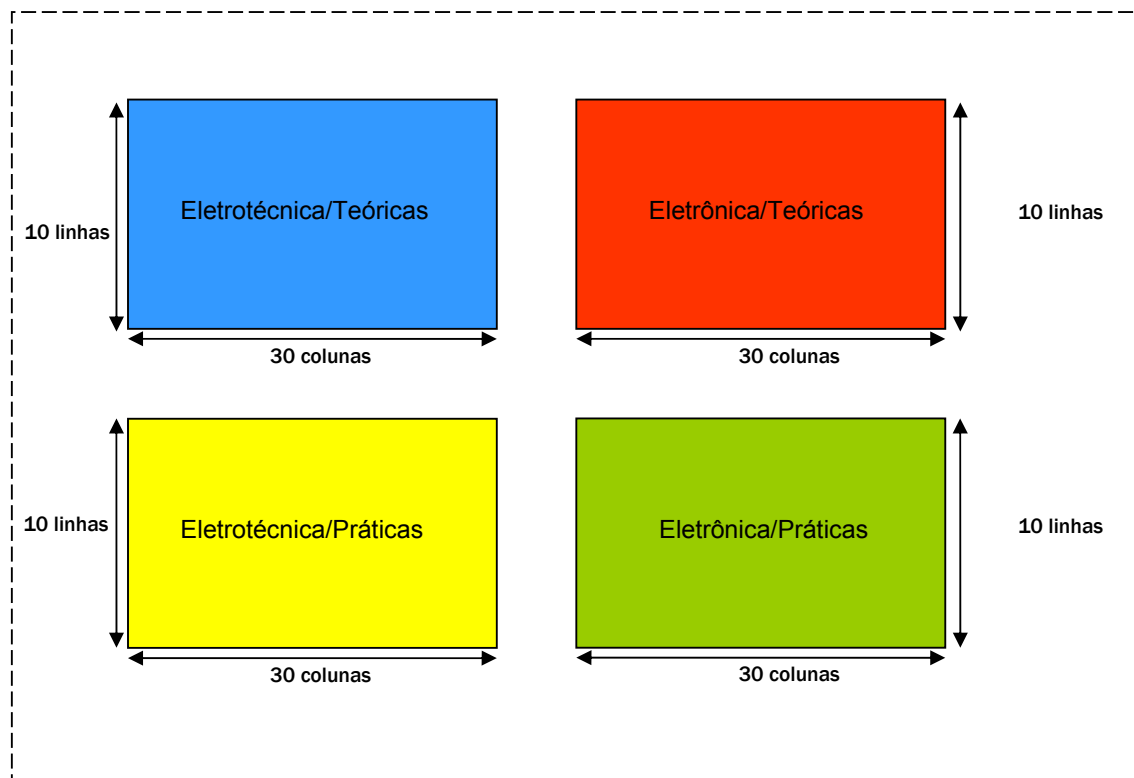 Eletrotécnica/Teóricas
Eletrônica/Teóricas
10 linhas
10 linhas
30 colunas
30 colunas
Eletrotécnica/Práticas
Eletrônica/Práticas
10 linhas
10 linhas
30 colunas
30 colunas